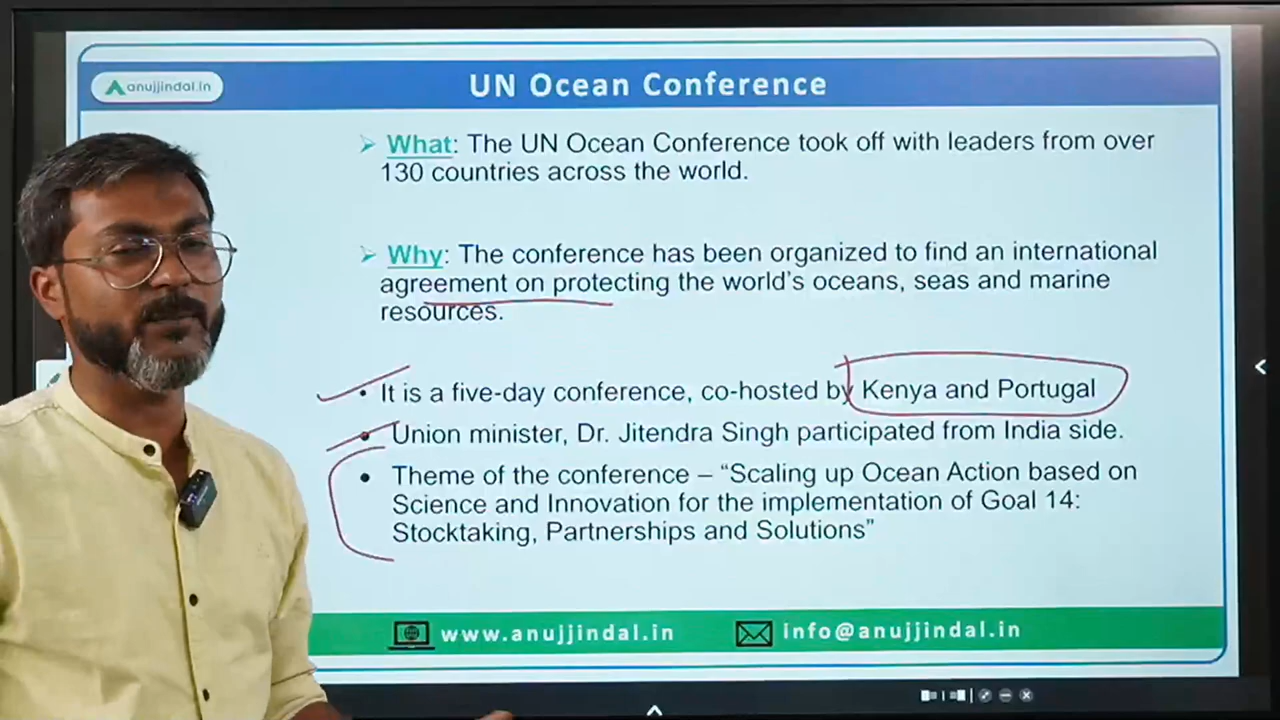 anujjindal.in
UN Ocean Conference
What: The UN Ocean Conference took off with leaders from over
130 countries across the world.
Why: The conference has been organized to find an international
agreement on protecting the world's oceans, seas and marine
resources.
• It is a five-day conference, co-hosted by Kenya and Portugal
• Union minister, Dr. Jitendra Singh participated from India side.
• Theme of the conference – “Scaling up Ocean Action based on
Science and Innovation for the implementation of Goal 14:
Stocktaking, Partnerships and Solutions”
www.anujjindal.in
info@anujjindal.in